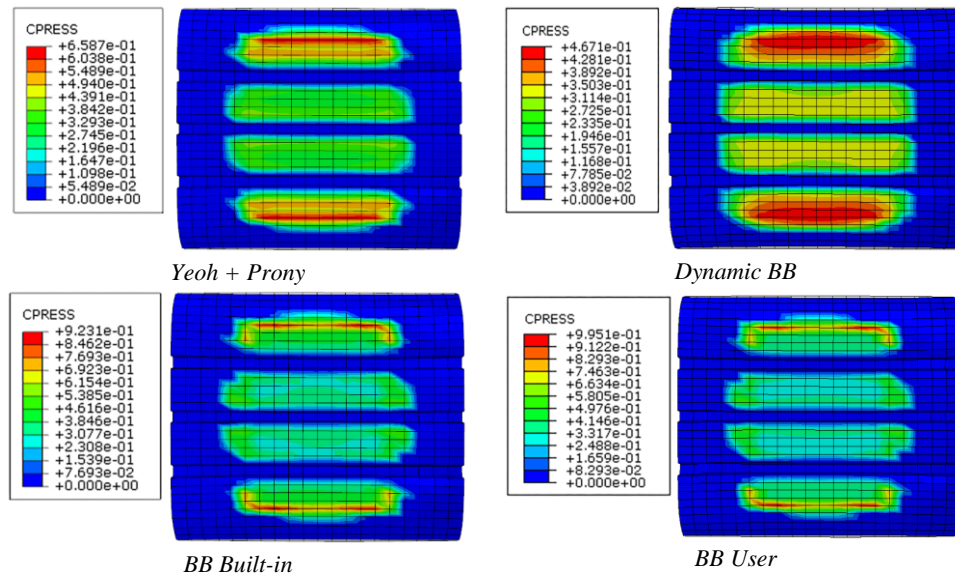 CPRESS
+6.587e-01
+6.038e-01
+5.489e-01
+4.940e-01
+4.391e-01
+3.842e-01
+3.293e-01
+2.745e-01
+2.196e-01
+1.647e-01
+1.098e-01
+5.489e-02
+0.000e+00
Yeoh + Prony
CPRESS
+4.671e-01
+4.281e-01
+3.892e-01
+3.503e-01
+3.114e-01
+2.725e-01
+2.335e-01
+1.946e-01
+1.557e-01
+1.168e-01
+7.785e-02
+3.892e-02
+0.000e+00
Dynamic BB
CPRESS
+9.231e-01
+8.462e-01
+7.693e-01
+6.923e-01
+6.154e-01
+5.385e-01
+4.616e-01
+3.846e-01
+3.077e-01
+2.308e-01
+1.539e-01
+7.693e-02
+0.000e+00
BB Built-in
CPRESS
+9.951e-01
+9.122e-01
+8.293e-01
+7.463e-01
+6.634e-01
+5.805e-01
+4.976e-01
+4.146e-01
+3.317e-01
+2.488e-01
+1.659e-01
+8.293e-02
+0.000e+00
BB User